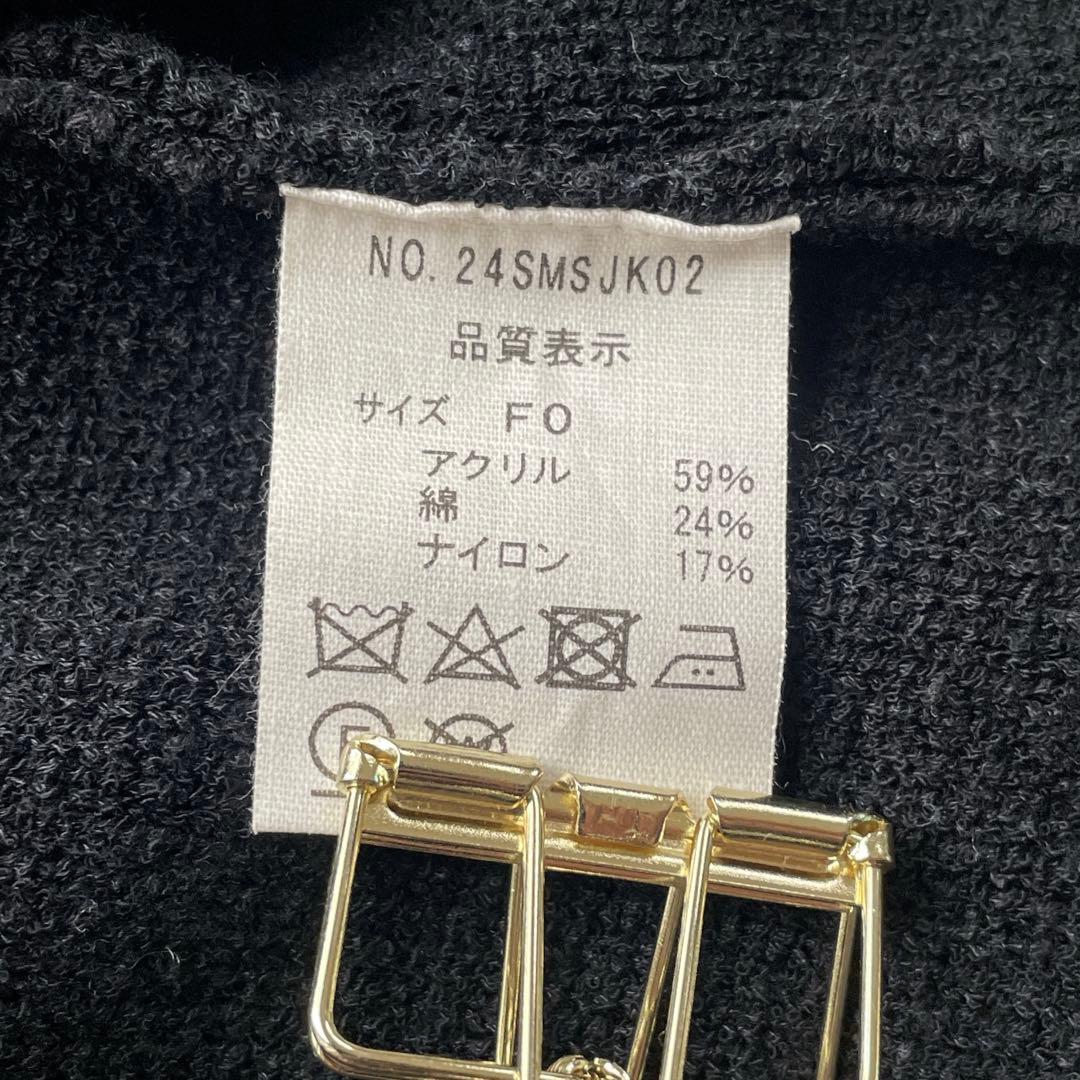 NO. 24SMSJK02
品質表示
サイズ FO
アクリル 59%
綿 24%
ナイロン 17%
F W